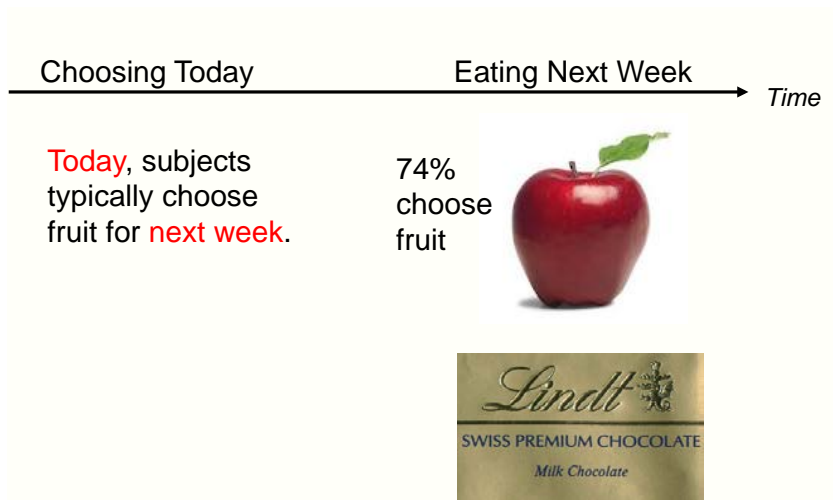 Choosing Today
Eating Next Week
Time
Today, subjects
typically choose
fruit for next week.
74%
choose
fruit
Lindt
SWISS PREMIUM CHOCOLATE
Milk Chocolate